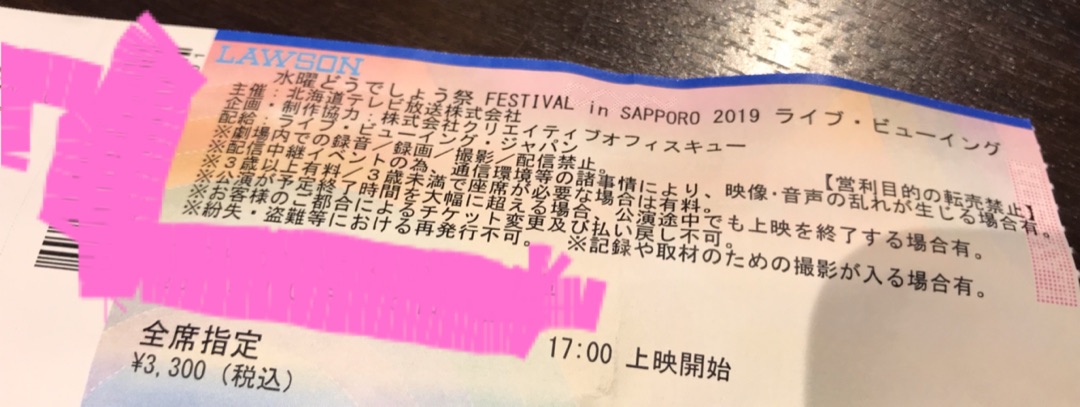 LAWSON
水曜どうでしょう祭 FESTIVAL in SAPPORO 2019 ライブ・ビューイング
主催：北海道テレビ放送株式会社
企画・制作協力：株式会社クリエイティブオフィスキュー
配給：ライブ・ビューイング・ジャパン
【営利目的の転売禁止】
※劇場内での録音／録画／撮影／配信禁止。
※配信中継イベントの為、通信環境等の諸事情により、映像・音声の乱れが生じる場合有。
※３歳以上有料／３歳未満で座席が必要な場合は有料。
※公演が予定終了時間を大幅に超える場合、公演途中でも上映を終了する場合有。
※お客様のご都合によるチケット変更及び払い戻し不可。
※紛失・盗難等における再発行不可。 ※記録や取材のための撮影が入る場合有。
17:00 上映開始
全席指定
¥3,300（税込）